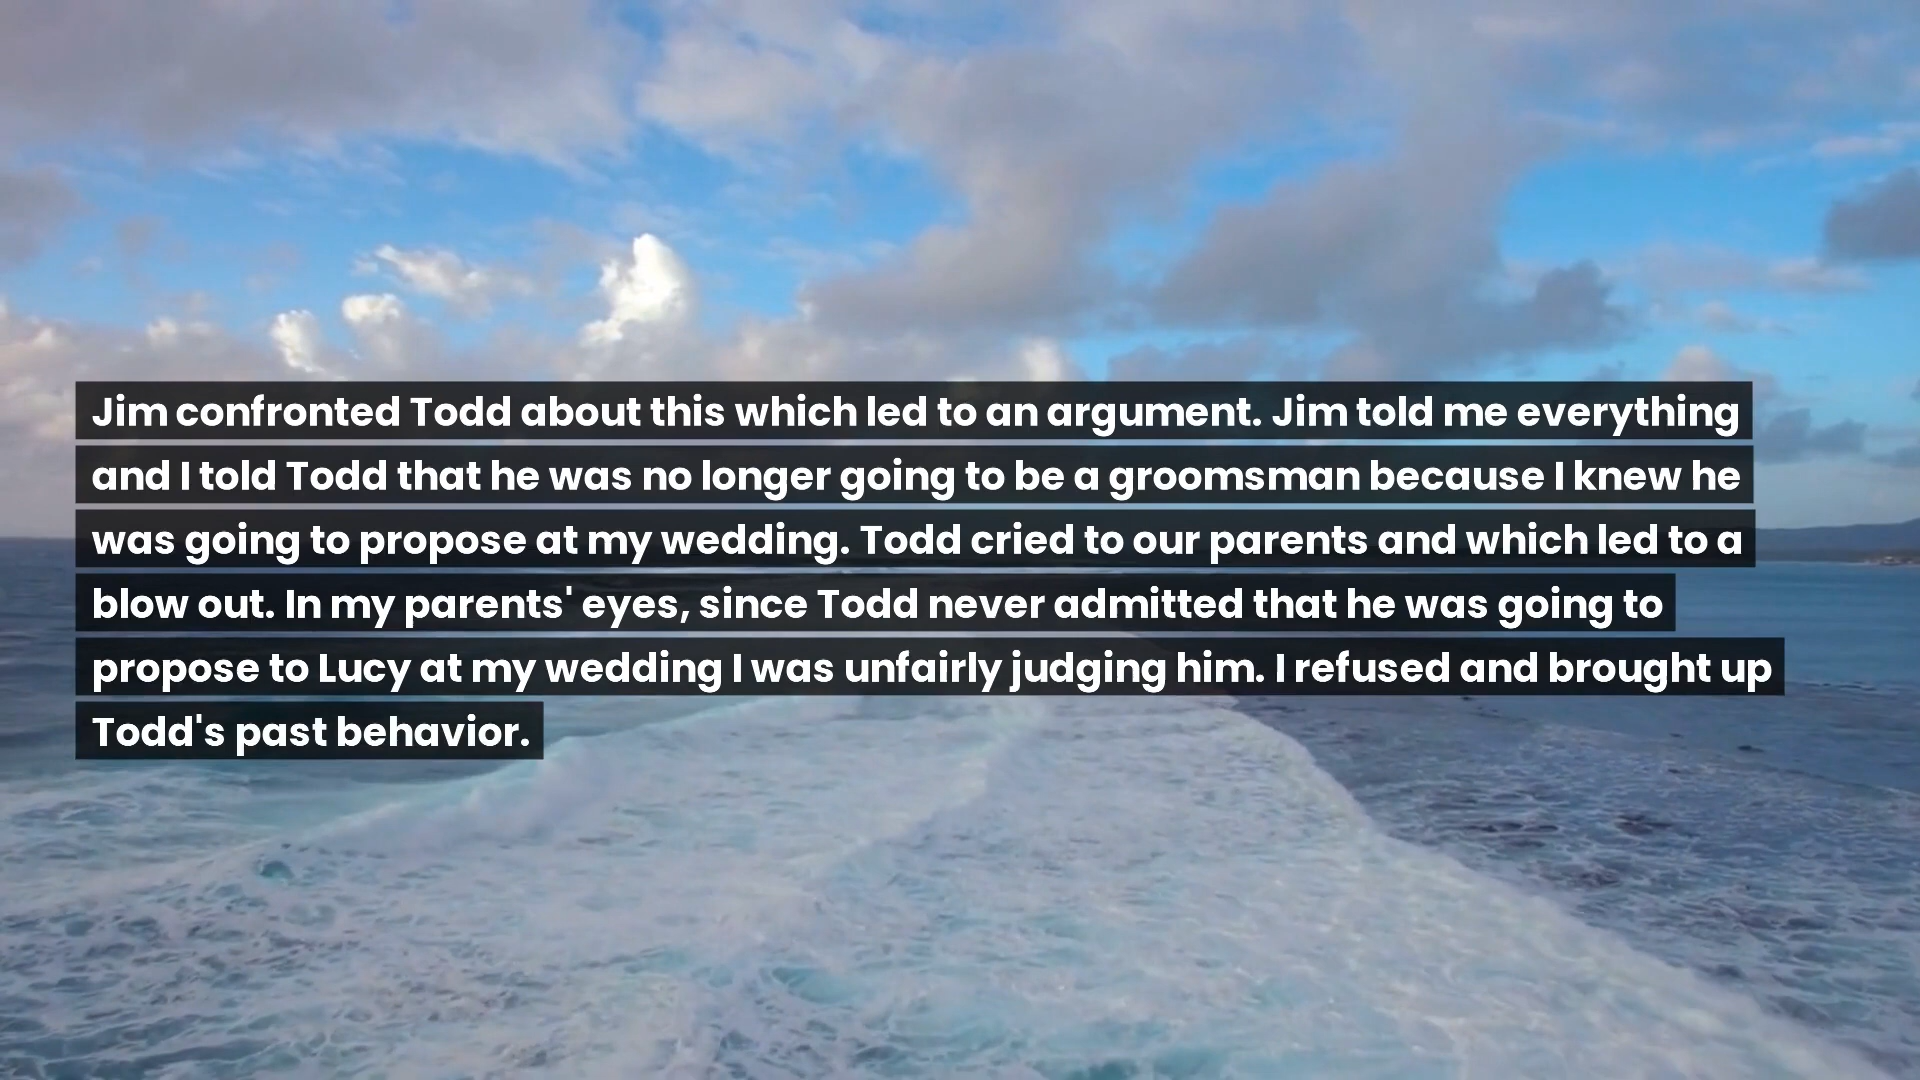 Jim confronted Todd about this which led to an argument. Jim told me everything
and I told Todd that he was no longer going to be a groomsman because I knew he
was going to propose at my wedding. Todd cried to our parents and which led to a
blow out. In my parents' eyes, since Todd never admitted that he was going to
propose to Lucy at my wedding I was unfairly judging him. I refused and brought up
Todd's past behavior.